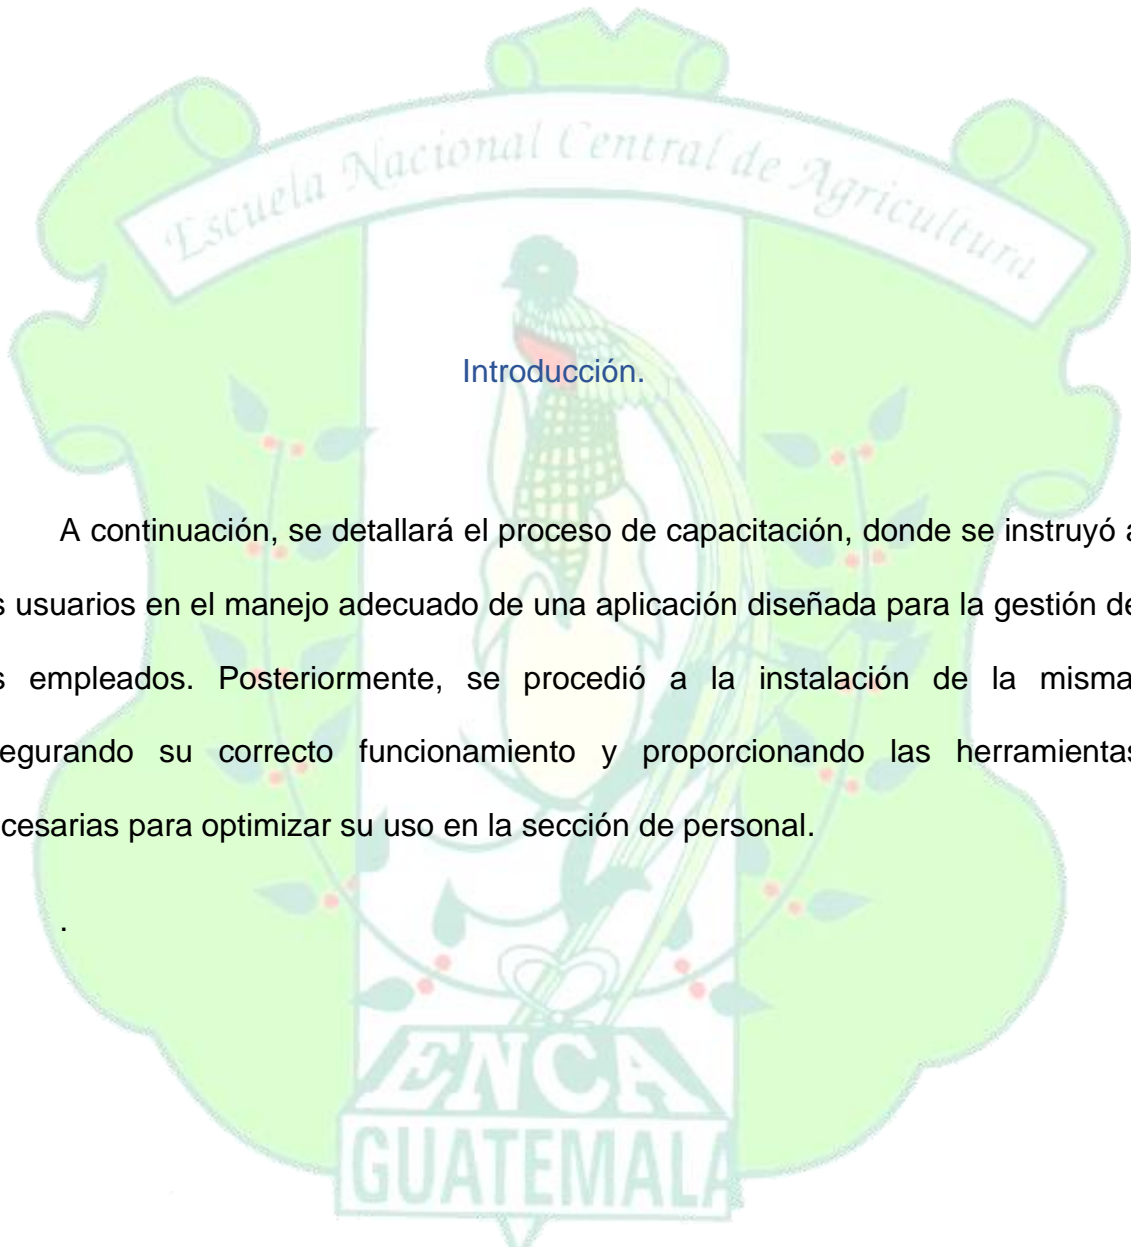 Escuela Nacional Central de Agricultura
Introducción.
A continuación, se detallará el proceso de capacitación, donde se instruyó a
s usuarios en el manejo adecuado de una aplicación diseñada para la gestión de
s empleados. Posteriormente, se procedió a la instalación de la misma,
segurando su correcto funcionamiento y proporcionando las herramientas
cesarias para optimizar su uso en la sección de personal.
.
ENCA
GUATEMALA